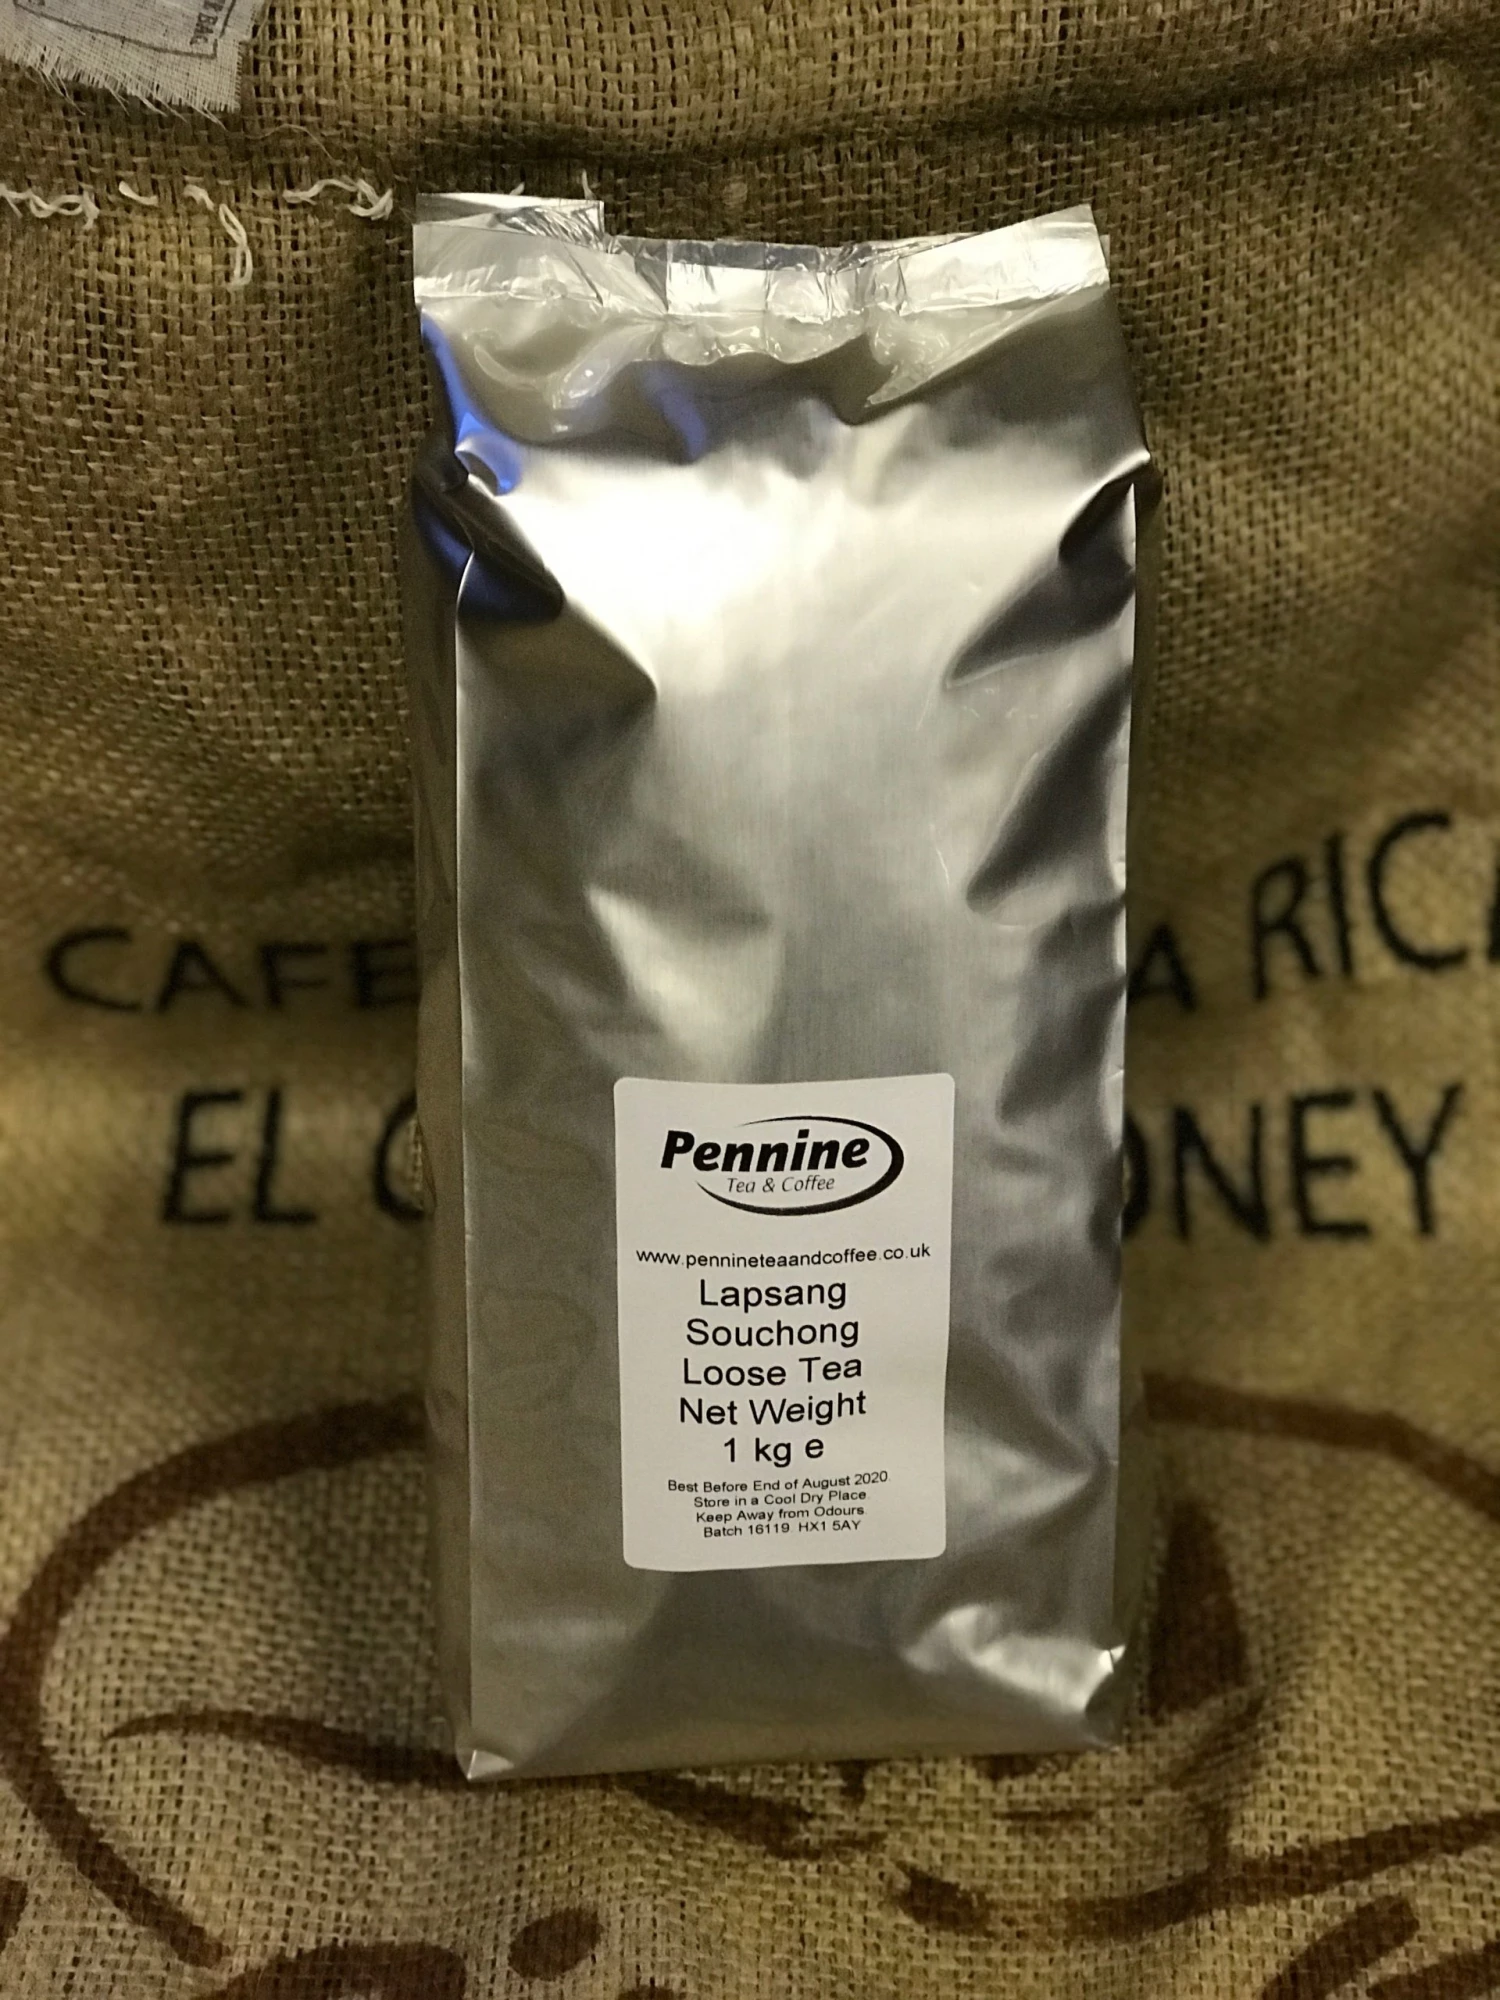 CAFE
A RICA
EL
ONEY
Pennine
Tea & Coffee
www.pennineteaandcoffee.co.uk
Lapsang
Souchong
Loose Tea
Net Weight
1 kg e
Best Before End of August 2020.
Store in a Cool Dry Place.
Keep Away from Odours.
Batch 16119. HX1 5AY